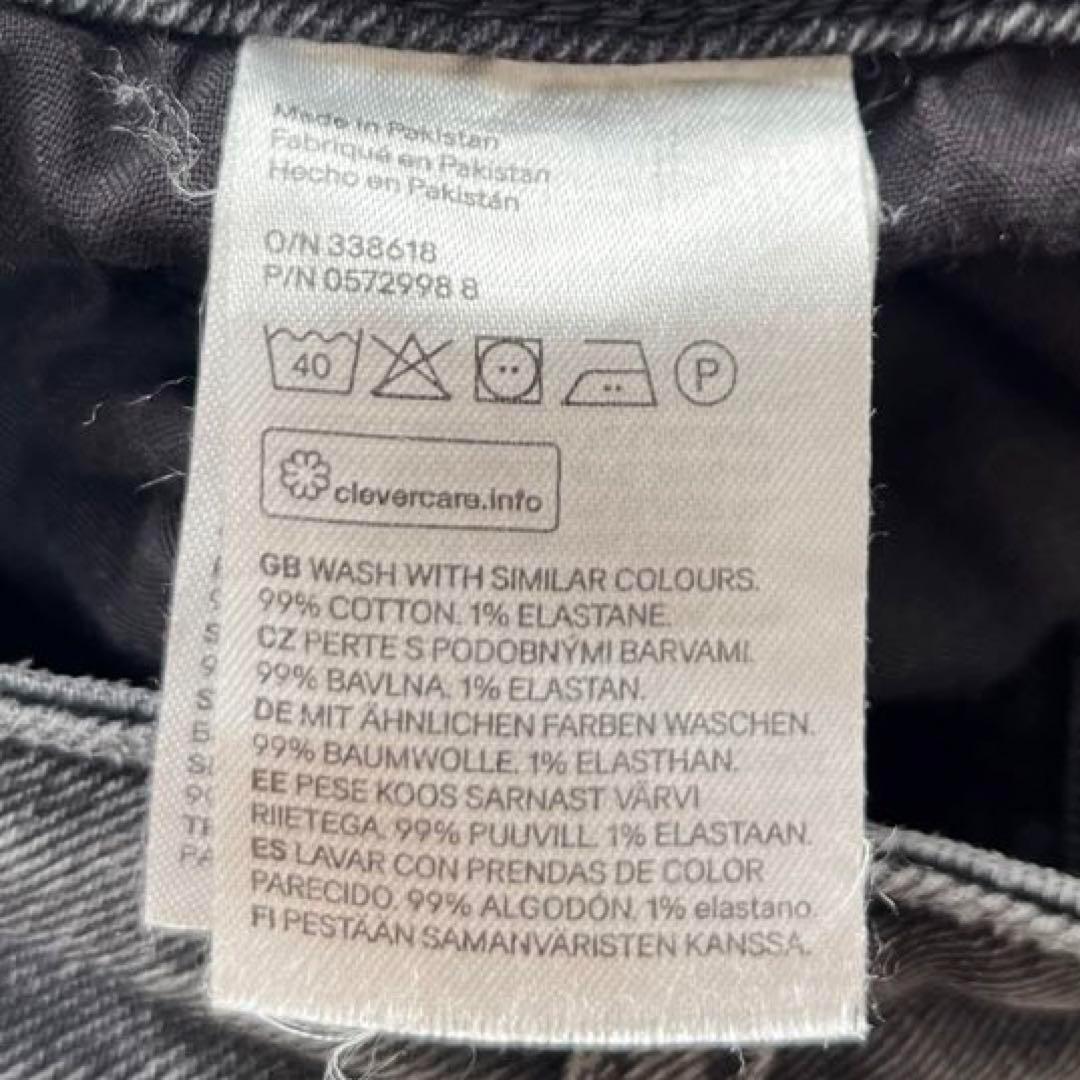 Made in Pakistan
Fabriqué en Pakistan
Hecho en Pakistán
O/N 338618
P/N 0572998 8
40
P
clevercare.info
GB WASH WITH SIMILAR COLOURS.
99% COTTON. 1% ELASTANE.
CZ PERTE S PODOBNÝMI BARVAMI.
99% BAVLNA. 1% ELASTAN.
DE MIT ÄHNLICHEN FARBEN WASCHEN.
99% BAUMWOLLE. 1% ELASTHAN.
EE PESE KOOS SARNAST VÄRVI
RIIETEGA. 99% PUUVILL. 1% ELASTAAN.
ES LAVAR CON PRENDAS DE COLOR
PARECIDO. 99% ALGODÓN. 1% elastano.
FI PESTÄÄN SAMANVÄRISTEN KANSSA.